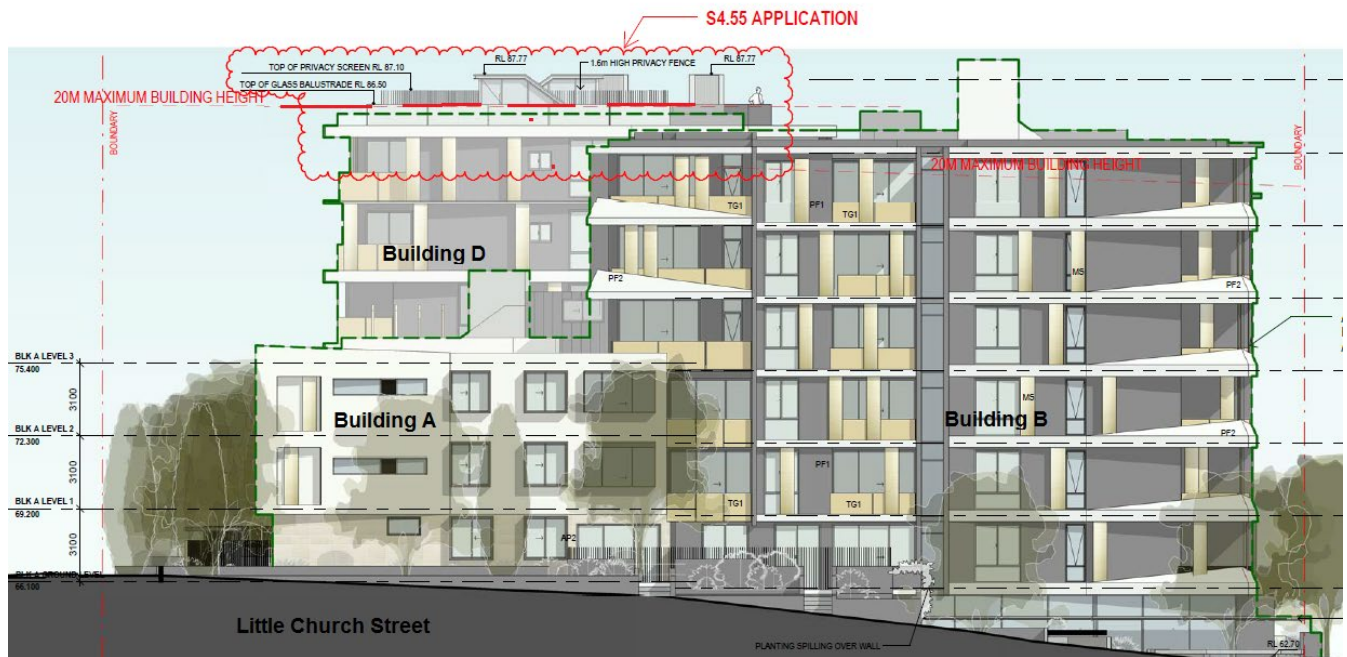 S4.55 APPLICATION
RL 87.77
RL 87.77
TOP OF PRIVACY SCREEN RL 87.10
1.6m HIGH PRIVACY FENCE
TOP OF GLASS BALUSTRADE RL 86.50
20M MAXIMUM BUILDING HEIGHT
BOUNDARY
BOUNDARY
20M MAXIMUM BUILDING HEIGHT
TG1
PF1
TG1
Building D
PF2
MS
PF2
BLK A LEVEL 3
75.400
3100
Building A
MS
Building B
BLK A LEVEL 2
72.300
PF2
3100
PF1
BLK A LEVEL 1
69.200
TG1
TG1
3100
AP2
BLK A GROUND LEVEL
66.100
Little Church Street
PLANTING SPILLING OVER WALL
RL 62.70